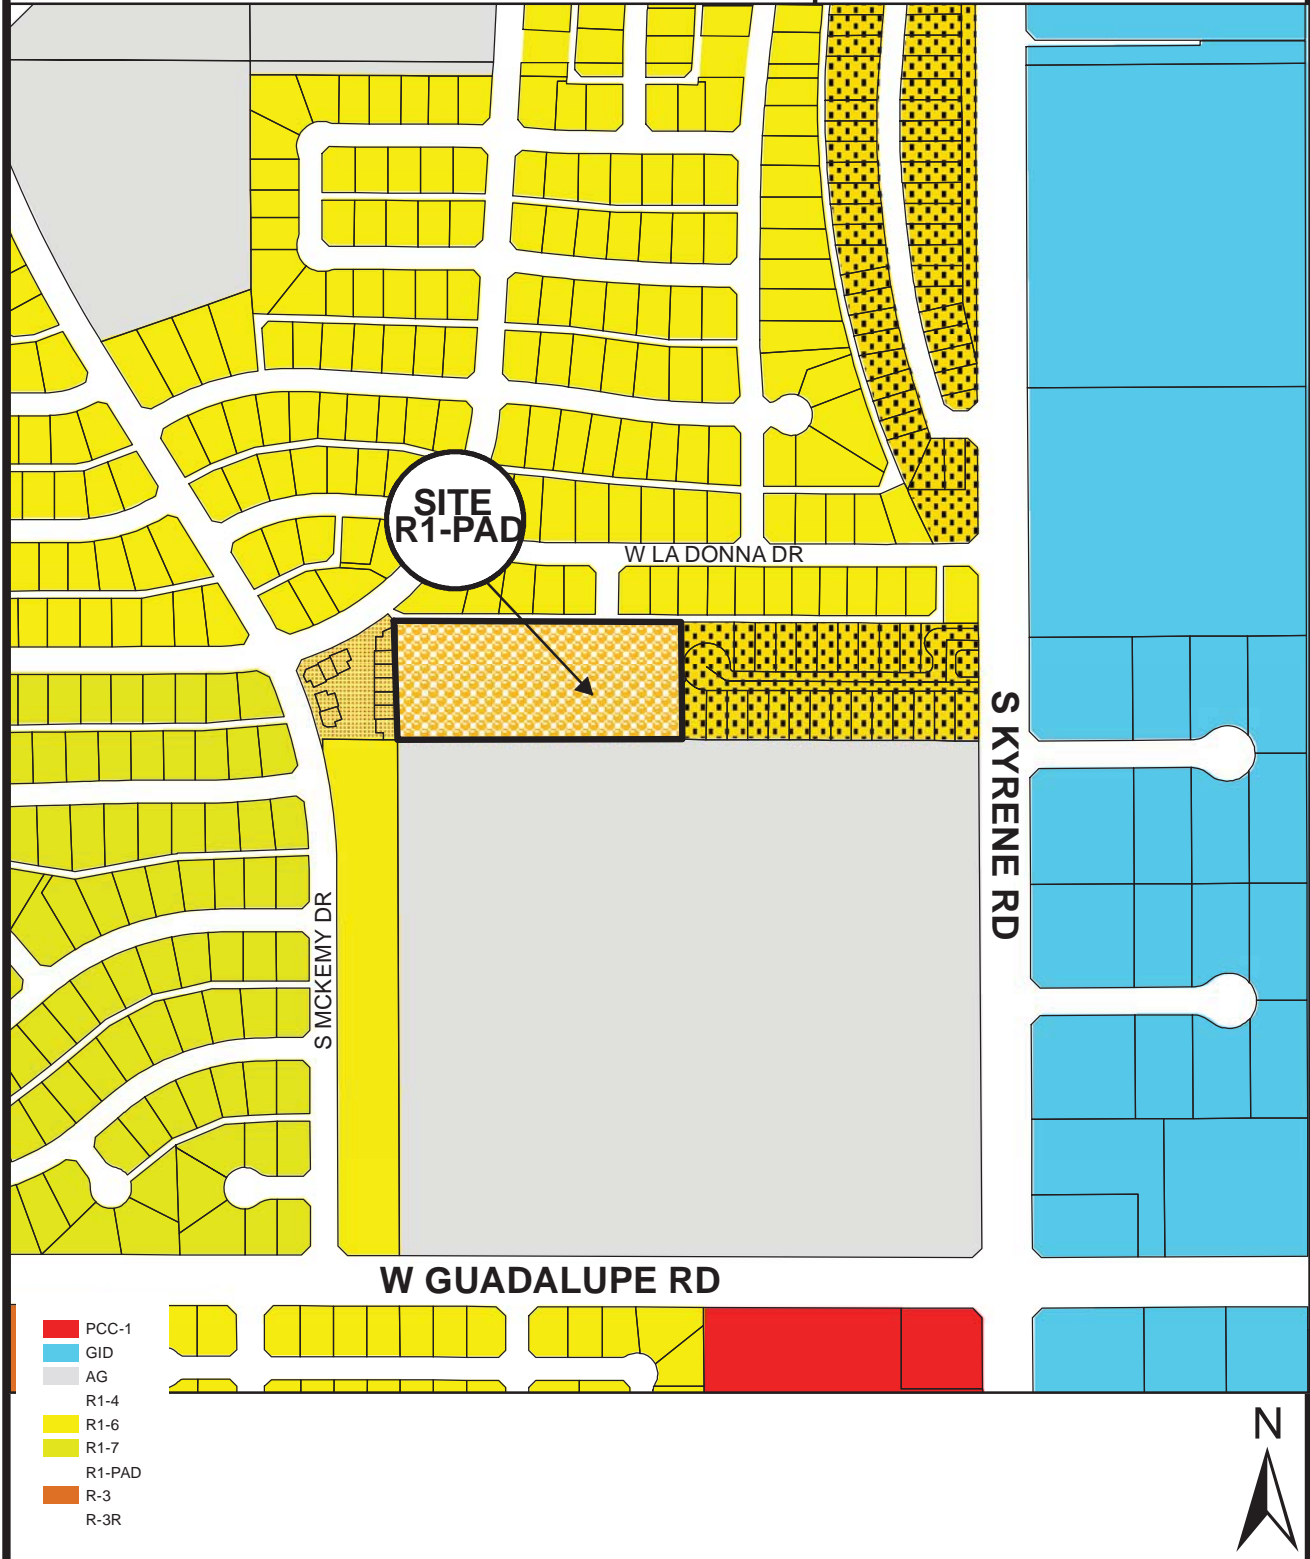 SITE
R1-PAD
W LA DONNA DR
S KYRENE RD
S MCKEMY DR
W GUADALUPE RD
PCC-1
GID
AG
R1-4
R1-6
R1-7
R1-PAD
R-3
R-3R
N